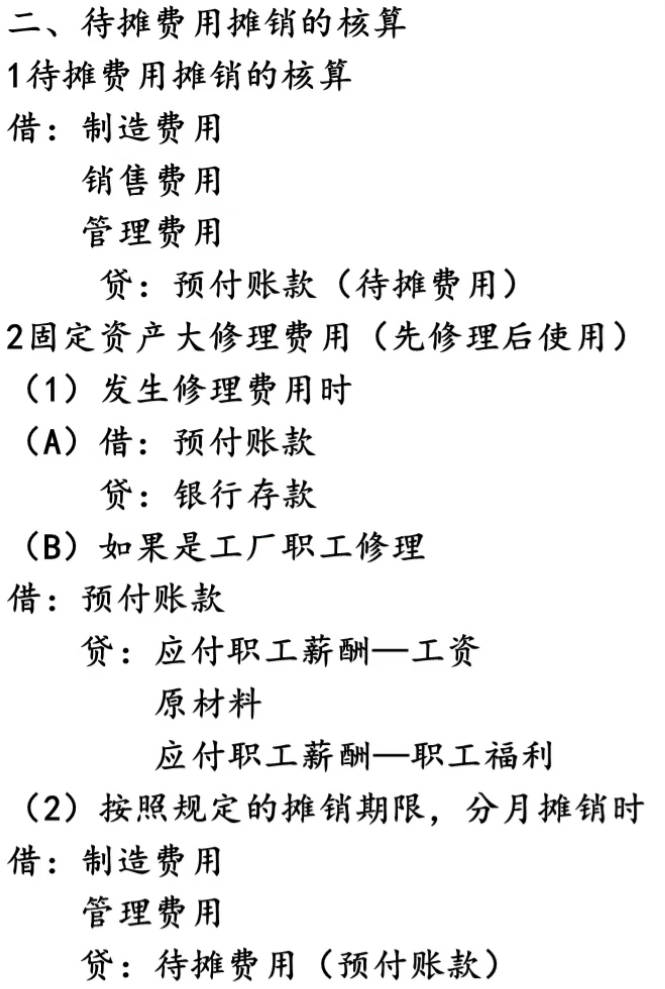 二、待摊费用摊销的核算
1待摊费用摊销的核算
借：制造费用
销售费用
管理费用
贷：预付账款（待摊费用）
2固定资产大修理费用（先修理后使用）
（1）发生修理费用时
（A）借：预付账款
贷：银行存款
（B）如果是工厂职工修理
借：预付账款
贷：应付职工薪酬—工资
原材料
应付职工薪酬—职工福利
（2）按照规定的摊销期限，分月摊销时
借：制造费用
管理费用
贷：待摊费用（预付账款）